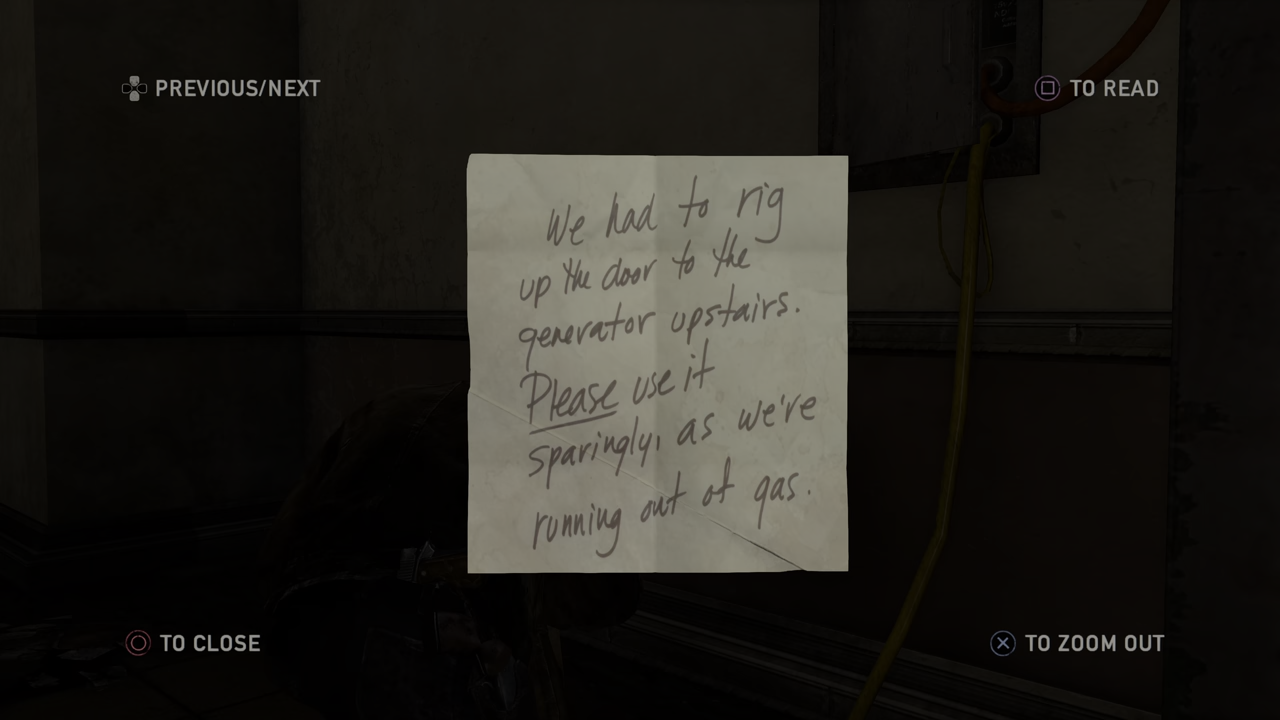 PREVIOUS/NEXT
TO READ
We had to rig
up the door to the
generator upstairs.
Please use it
sparingly, as we're
running out of gas.
TO CLOSE
TO ZOOM OUT